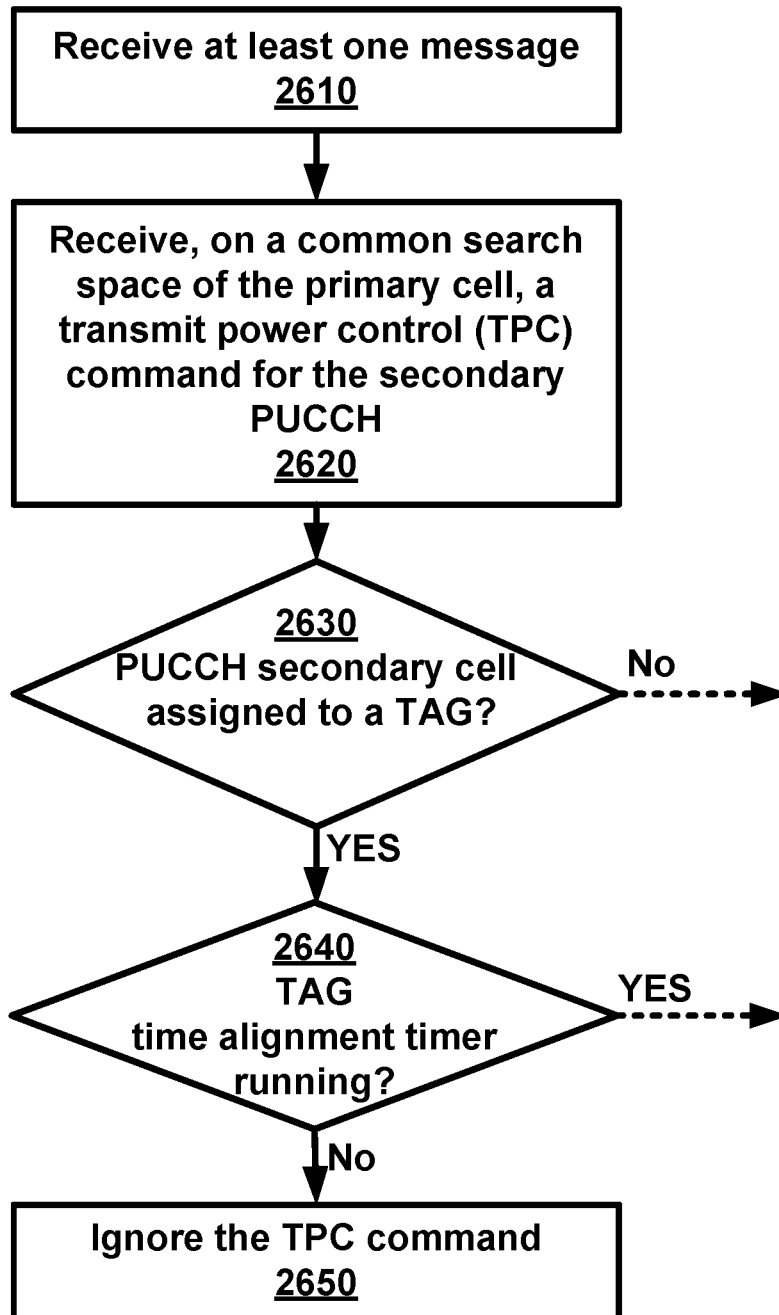 Receive at least one message
2610
Receive, on a common search
space of the primary cell, a
transmit power control (TPC)
command for the secondary
PUCCH
2620
2630
PUCCH secondary cell
assigned to a TAG?
No
YES
2640
TAG
time alignment timer
running?
YES
No
Ignore the TPC command
2650